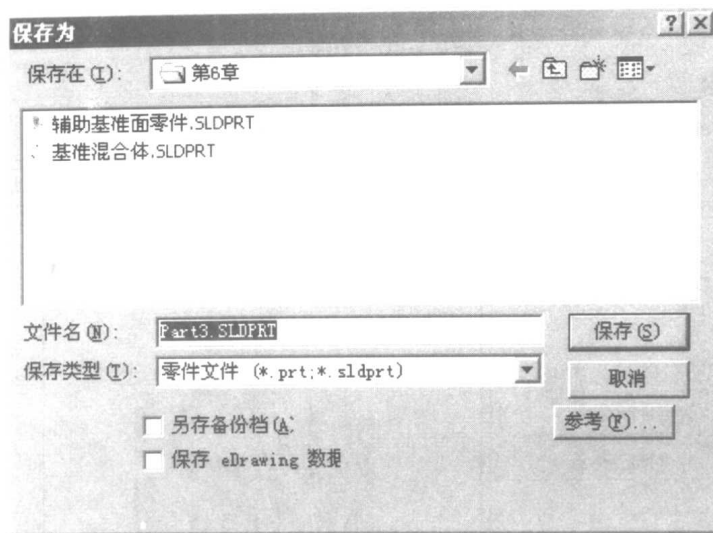 保存为
保存在(I):
第6章
辅助基准面零件.SLDPRT
基准混合体.SLDPRT
文件名(N):
Part3.SLDPRT
保存(S)
保存类型(T):
零件文件 (*.prt;*.sldprt)
取消
另存备份档(A)
参考(F)...
保存 eDrawing 数据